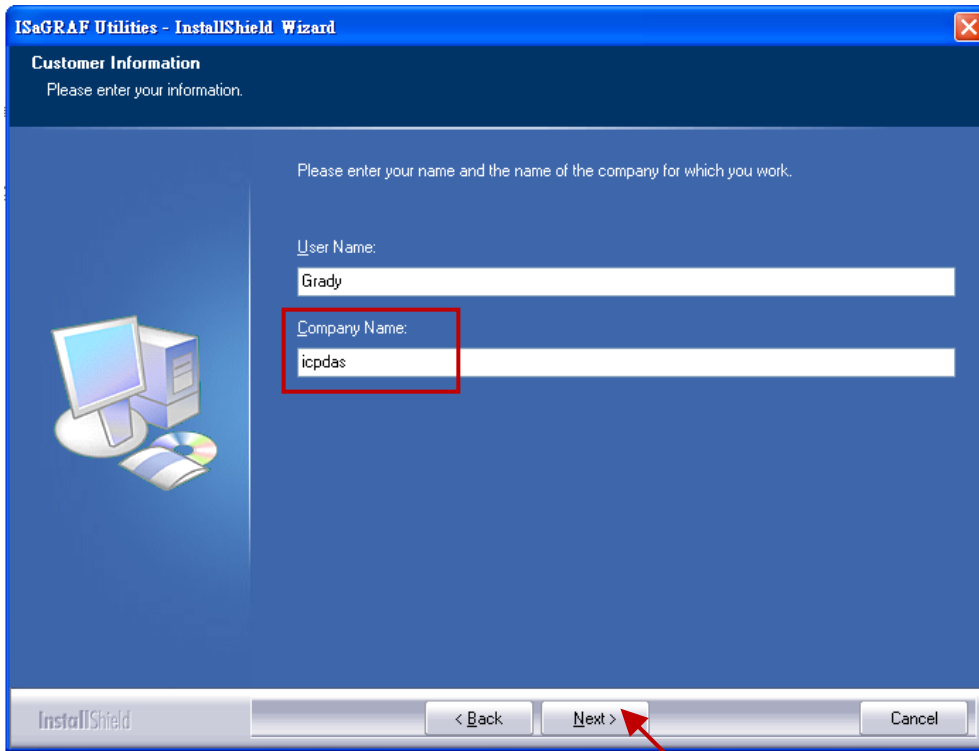 ISaGRAF Utilities - InstallShield Wizard
Customer Information
Please enter your information.
Please enter your name and the name of the company for which you work.
User Name:
Grady
Company Name:
icpdas
InstallShield
< Back
Next >
Cancel